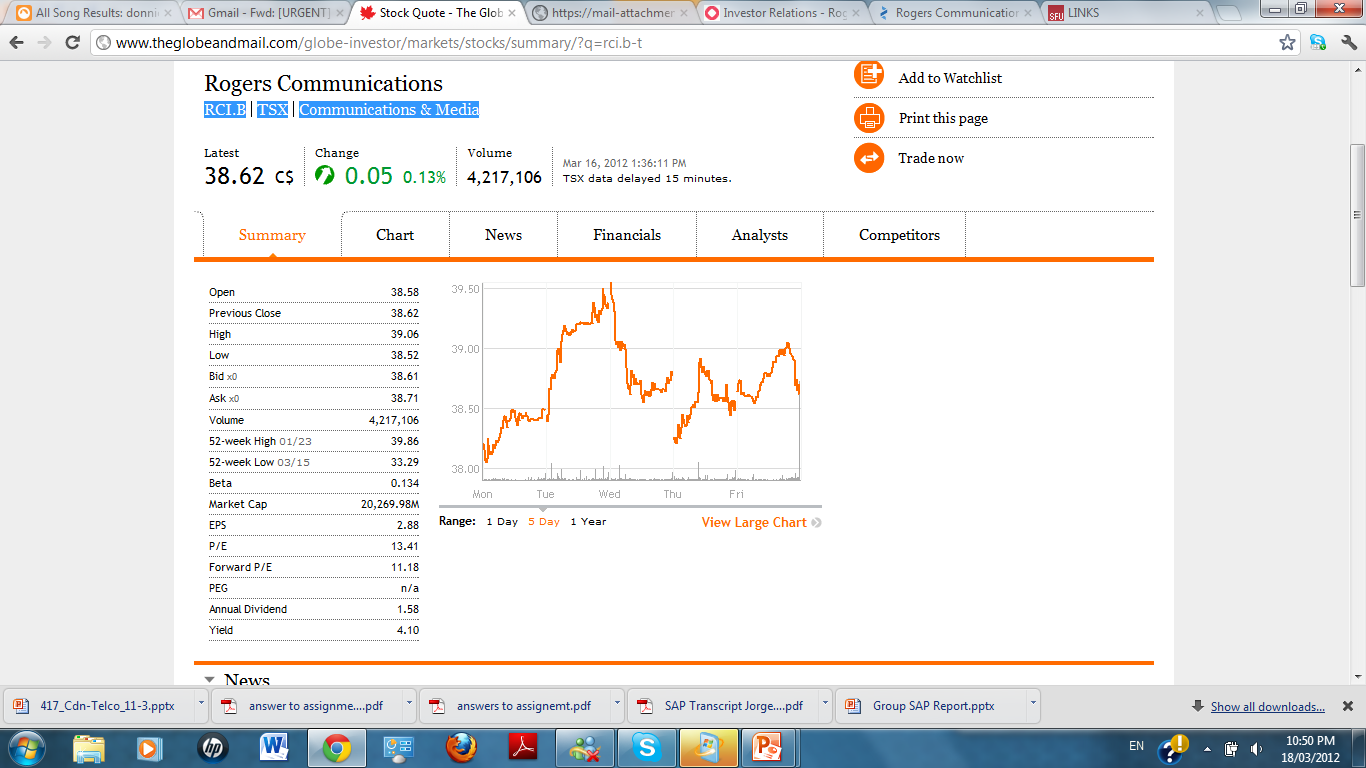 All Song Results: donni
Gmail - Fwd: [URGENT]
Stock Quote - The Glob
https://mail-attachmen
Investor Relations - Rog
Rogers Communication
SFU LINKS
www.theglobeandmail.com/globe-investor/markets/stocks/summary/?q=rci.b-t
Rogers Communications
RCI.B | TSX | Communications & Media
Add to Watchlist
Print this page
Trade now
Latest
38.62 C$
Change
0.05 0.13%
Volume
4,217,106
Mar 16, 2012 1:36:11 PM
TSX data delayed 15 minutes.
Summary
Chart
News
Financials
Analysts
Competitors
Open 38.58
Previous Close 38.62
High 39.06
Low 38.52
Bid x0 38.61
Ask x0 38.71
Volume 4,217,106
52-week High 01/23 39.86
52-week Low 03/15 33.29
Beta 0.134
Market Cap 20,269.98M
EPS 2.88
P/E 13.41
Forward P/E 11.18
PEG n/a
Annual Dividend 1.58
Yield 4.10
39.50
39.00
38.50
38.00
Mon Tue Wed Thu Fri
Range: 1 Day 5 Day 1 Year
View Large Chart
News
417_Cdn-Telco_11-3.pptx
answer to assignme....pdf
answers to assignemt.pdf
SAP Transcript Jorge....pdf
Group SAP Report.pptx
Show all downloads...
EN
10:50 PM
18/03/2012